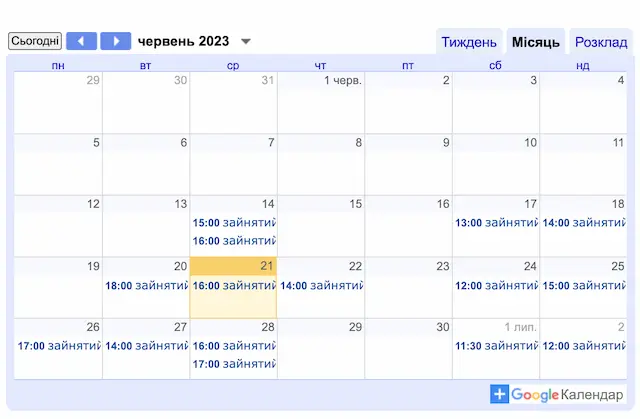 Сьогодні червень 2023 Тиждень Місяць Розклад
пн вт ср чт пт сб нд
29 30 31 1 черв. 2 3 4
5 6 7 8 9 10 11
12 13 14 15 16 17 18
15:00 зайнятий 13:00 зайнятий 14:00 зайнятий
16:00 зайнятий
19 20 21 22 23 24 25
18:00 зайнятий 16:00 зайнятий 14:00 зайнятий 12:00 зайнятий 15:00 зайнятий
26 27 28 29 30 1 лип. 2
17:00 зайнятий 14:00 зайнятий 16:00 зайнятий 11:30 зайнятий 12:00 зайнятий
17:00 зайнятий
Google Календар